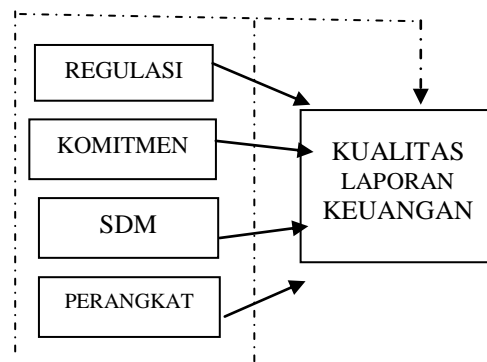 REGULASI
KOMITMEN
SDM
PERANGKAT
KUALITAS
LAPORAN
KEUANGAN